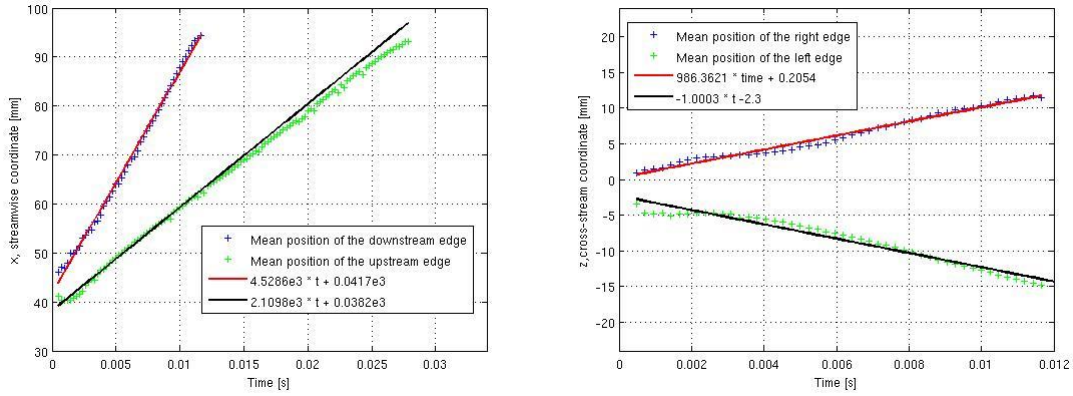 100
90
80
70
60
50
40
30
x, streamwise coordinate [mm]
0
0.005
0.01
0.015
0.02
0.025
0.03
Time [s]
Mean position of the downstream edge
Mean position of the upstream edge
4.5286e3 * t + 0.0417e3
2.1098e3 * t + 0.0382e3
20
15
10
5
0
-5
-10
-15
-20
z,cross-stream coordinate [mm]
0
0.002
0.004
0.006
0.008
0.01
0.012
Time [s]
Mean position of the right edge
Mean position of the left edge
986.3621 * time + 0.2054
-1.0003 * t -2.3